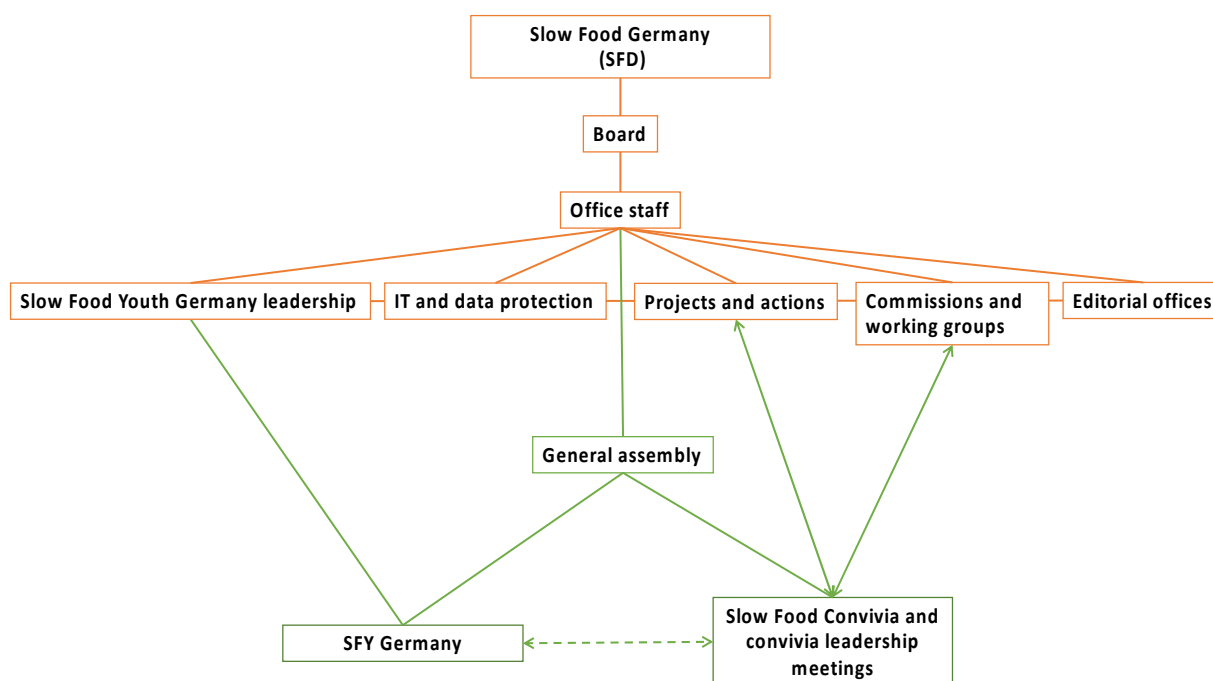 Slow Food Germany
(SFD)
Board
Office staff
Slow Food Youth Germany leadership
IT and data protection
Projects and actions
Commissions and
working groups
Editorial offices
General assembly
SFY Germany
Slow Food Convivia and
convivia leadership
meetings